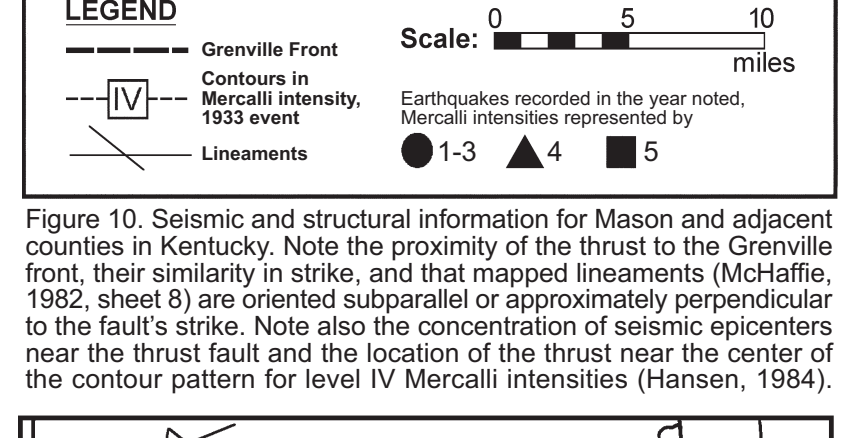 LEGEND
Grenville Front
Contours in
Mercalli intensity,
1933 event
IV
Lineaments
0 5 10
Scale:
miles
Earthquakes recorded in the year noted,
Mercalli intensities represented by
1-3 4 5
Figure 10. Seismic and structural information for Mason and adjacent
counties in Kentucky. Note the proximity of the thrust to the Grenville
front, their similarity in strike, and that mapped lineaments (McHaffie,
1982, sheet 8) are oriented subparallel or approximately perpendicular
to the fault's strike. Note also the concentration of seismic epicenters
near the thrust fault and the location of the thrust near the center of
the contour pattern for level IV Mercalli intensities (Hansen, 1984).